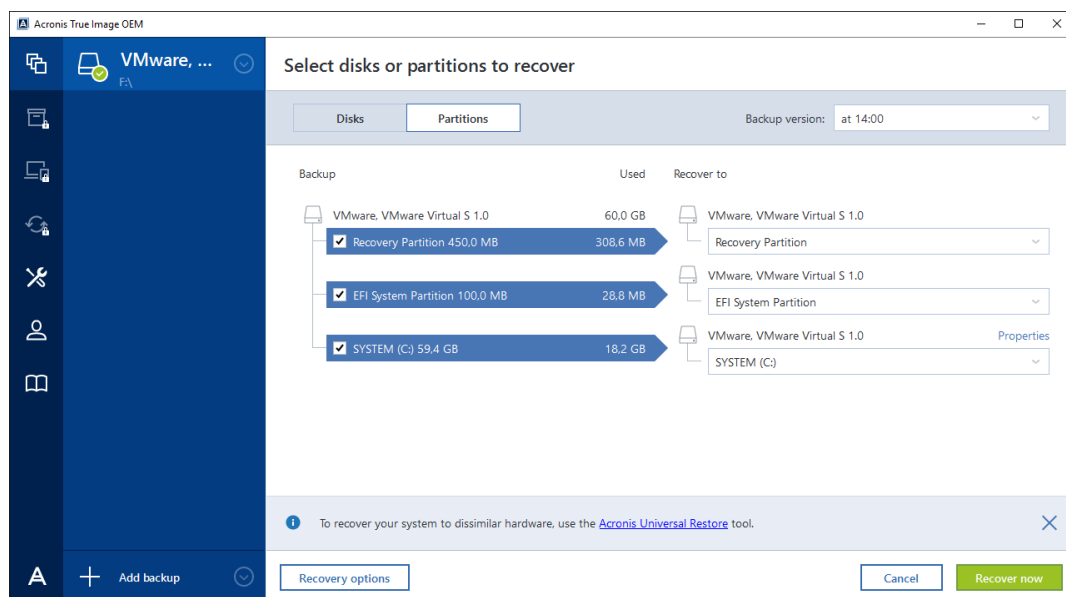 Acronis True Image OEM
VMware, ...
F:\
Select disks or partitions to recover
Disks
Partitions
Backup version:
at 14:00
Backup
Used
Recover to
VMware, VMware Virtual S 1.0
60,0 GB
VMware, VMware Virtual S 1.0
Recovery Partition 450,0 MB
308,6 MB
Recovery Partition
VMware, VMware Virtual S 1.0
EFI System Partition 100,0 MB
28,8 MB
EFI System Partition
VMware, VMware Virtual S 1.0
Properties
SYSTEM (C:) 59,4 GB
18,2 GB
SYSTEM (C:)
To recover your system to dissimilar hardware, use the Acronis Universal Restore tool.
Add backup
Recovery options
Cancel
Recover now